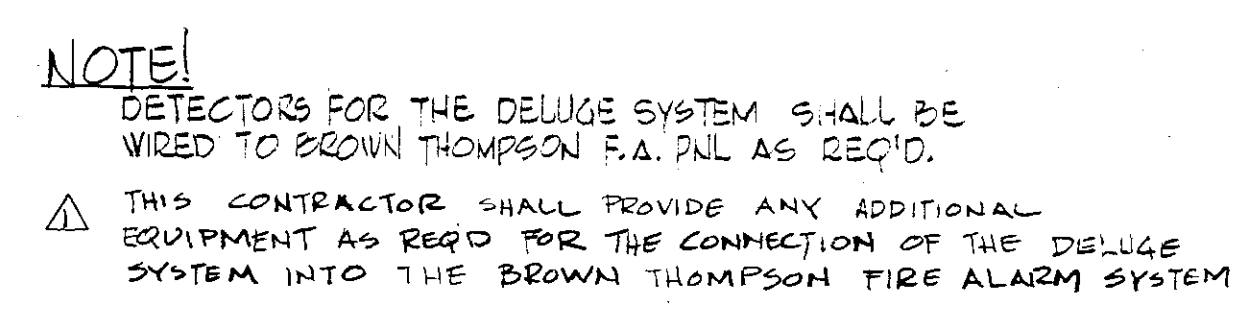 NOTE!
DETECTORS FOR THE DELUGE SYSTEM SHALL BE
WIRED TO BROWN THOMPSON F.A. PNL AS REQ'D.
1 THIS CONTRACTOR SHALL PROVIDE ANY ADDITIONAL
EQUIPMENT AS REQD FOR THE CONNECTION OF THE DELUGE
SYSTEM INTO THE BROWN THOMPSON FIRE ALARM SYSTEM